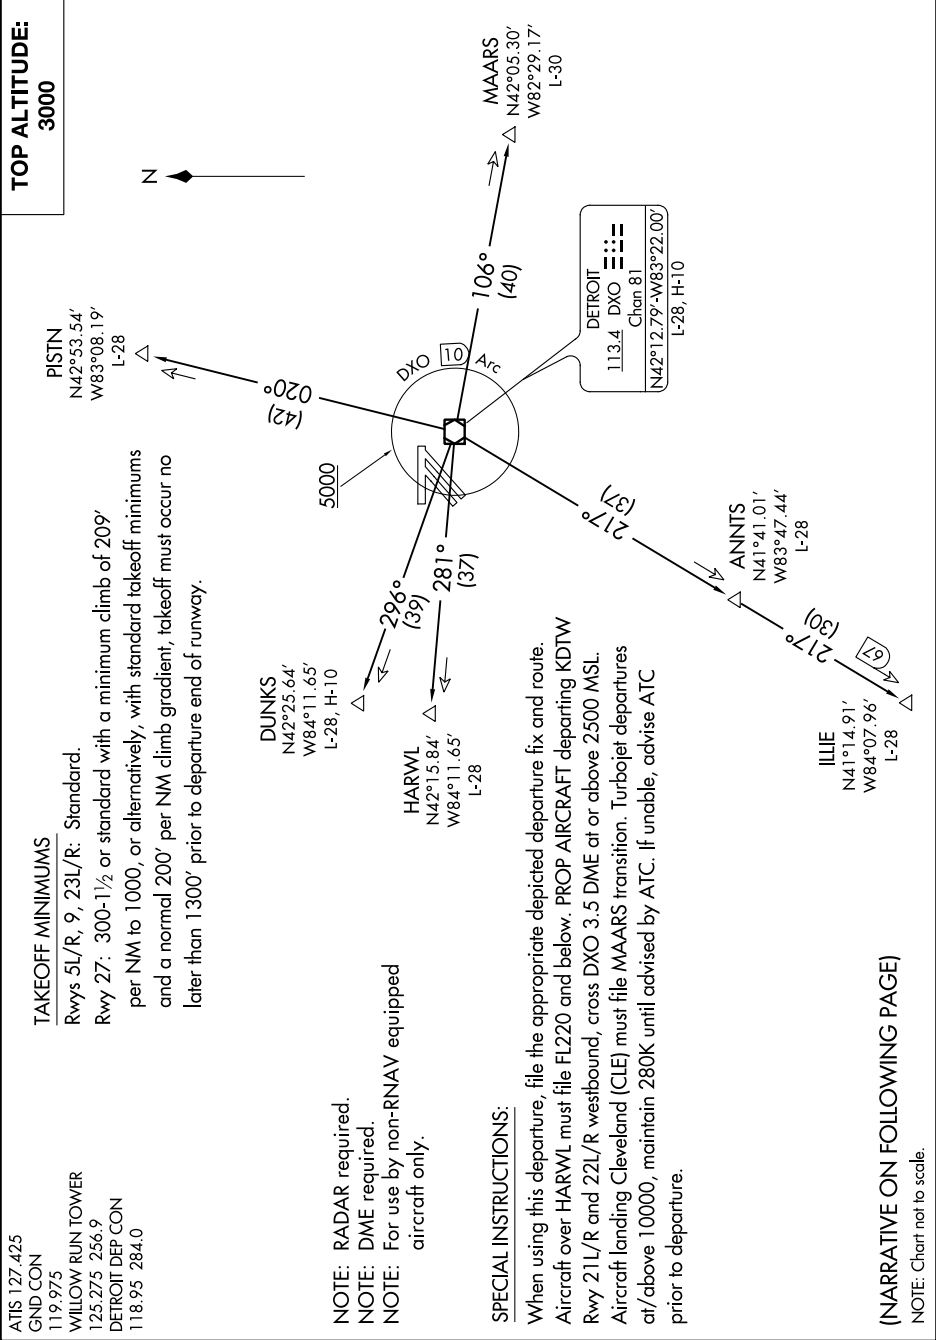 TOP ALTITUDE:
3000
ATIS 127.425
GND CON
119.975
WILLOW RUN TOWER
125.275 256.9
DETROIT DEP CON
118.95 284.0
TAKEOFF MINIMUMS
Rwys 5L/R, 9, 23L/R: Standard.
Rwy 27: 300-1½ or standard with a minimum climb of 209'
per NM to 1000, or alternatively, with standard takeoff minimums
and a normal 200' per NM climb gradient, takeoff must occur no
later than 1300' prior to departure end of runway.
NOTE: RADAR required.
NOTE: DME required.
NOTE: For use by non-RNAV equipped
aircraft only.
PISTN
N42°53.54'
W83°08.19'
L-28
N
MAARS
N42°05.30'
W82°29.17'
L-30
020°
(42)
106°
(40)
DXO 10 Arc
5000
DETROIT
113.4 DXO
Chan 81
N42°12.79'-W83°22.00'
L-28, H-10
DUNKS
N42°25.64'
W84°11.65'
L-28, H-10
296°
(39)
281°
(37)
HARWL
N42°15.84'
W84°11.65'
L-28
217°
(37)
ANNTS
N41°41.01'
W83°47.44'
L-28
217°
(30)
67
ILLIE
N41°14.91'
W84°07.96'
L-28
SPECIAL INSTRUCTIONS:
When using this departure, file the appropriate depicted departure fix and route.
Aircraft over HARWL must file FL220 and below. PROP AIRCRAFT departing KDTW
Rwy 21L/R and 22L/R westbound, cross DXO 3.5 DME at or above 2500 MSL.
Aircraft landing Cleveland (CLE) must file MAARS transition. Turbojet departures
at/above 10000, maintain 280K until advised by ATC. If unable, advise ATC
prior to departure.
(NARRATIVE ON FOLLOWING PAGE)
NOTE: Chart not to scale.